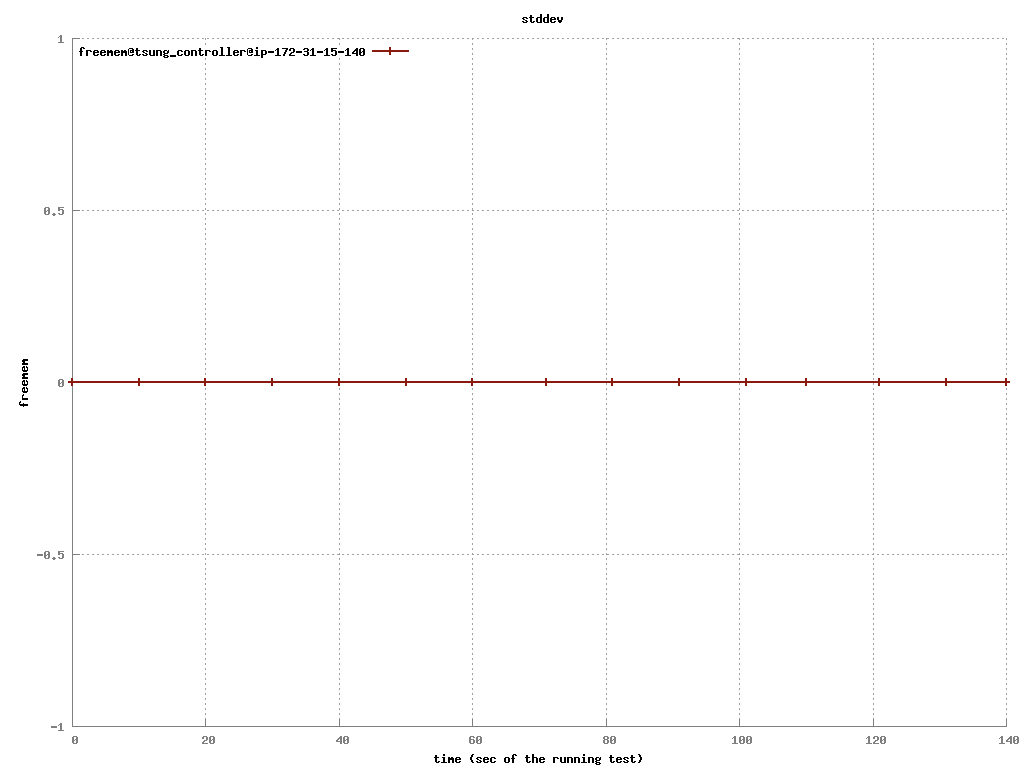 stddev
1
freemem@tsung_controller@ip-172-31-15-140
0.5
0
freemem
-0.5
-1
0 20 40 60 80 100 120 140
time (sec of the running test)